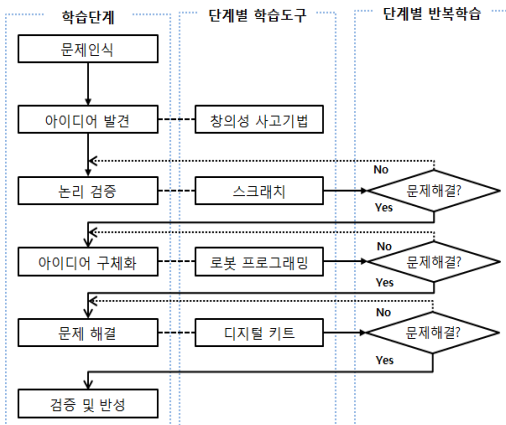 학습단계
단계별 학습도구
단계별 반복학습
문제인식
아이디어 발견
창의성 사고기법
No
논리 검증
스크래치
문제해결?
Yes
No
아이디어 구체화
로봇 프로그래밍
문제해결?
Yes
No
문제 해결
디지털 키트
문제해결?
Yes
검증 및 반성